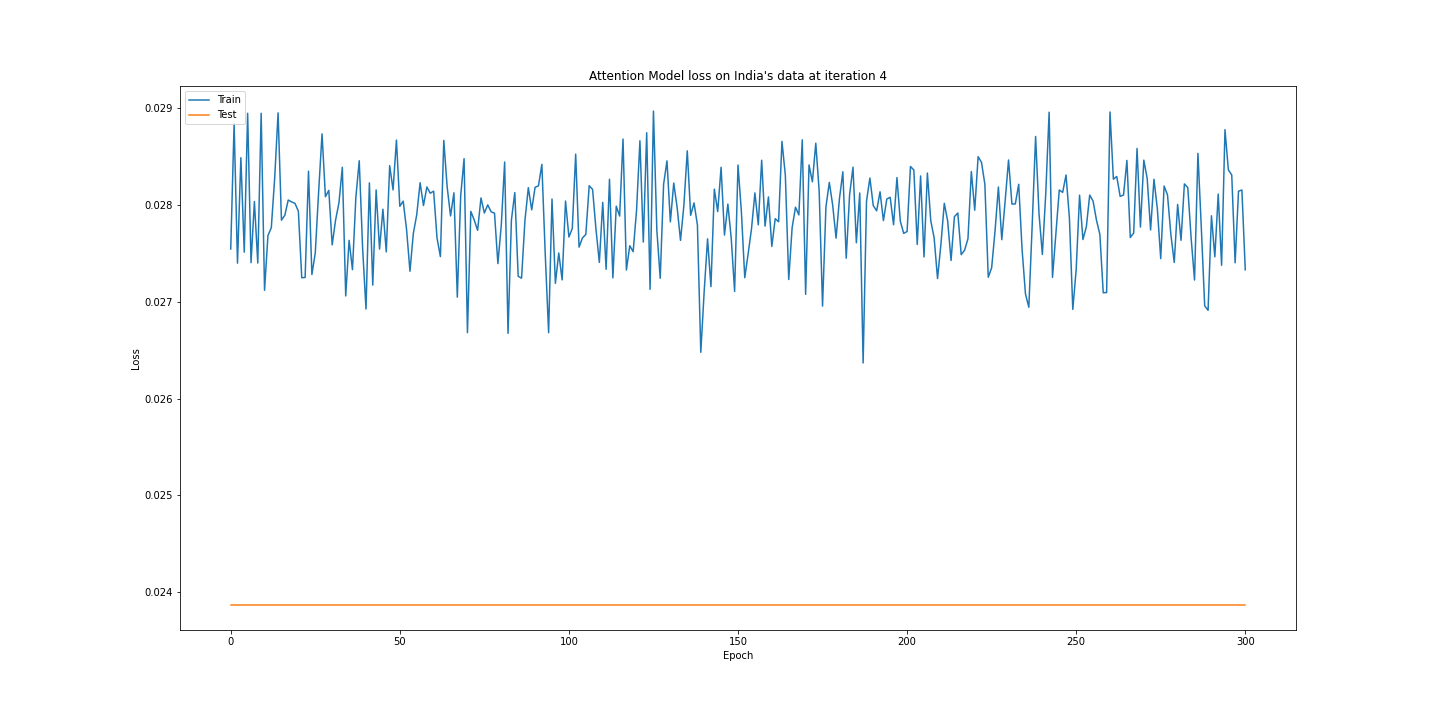 Attention Model loss on India's data at iteration 4
Train
Test
0.029
0.028
0.027
0.026
0.025
0.024
Loss
0 50 100 150 200 250 300
Epoch